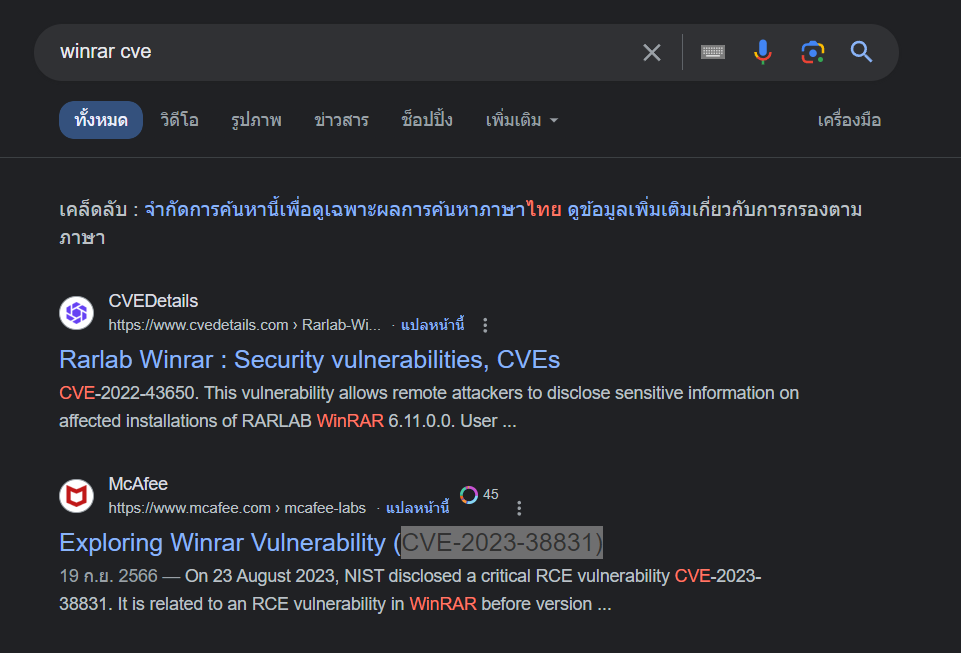 winrar cve
ทั้งหมด วิดีโอ รูปภาพ ข่าวสาร ช็อปปิ้ง เพิ่มเติม เครื่องมือ
เคล็ดลับ : จำกัดการค้นหานี้เพื่อดูเฉพาะผลการค้นหาภาษาไทย ดูข้อมูลเพิ่มเติมเกี่ยวกับการกรองตาม
ภาษา
CVEDetails
https://www.cvedetails.com › Rarlab-Wi... · แปลหน้านี้
Rarlab Winrar : Security vulnerabilities, CVEs
CVE-2022-43650. This vulnerability allows remote attackers to disclose sensitive information on
affected installations of RARLAB WinRAR 6.11.0.0. User ...
McAfee
https://www.mcafee.com › mcafee-labs · แปลหน้านี้ 45
Exploring Winrar Vulnerability (CVE-2023-38831)
19 ก.ย. 2566 — On 23 August 2023, NIST disclosed a critical RCE vulnerability CVE-2023-
38831. It is related to an RCE vulnerability in WinRAR before version ...